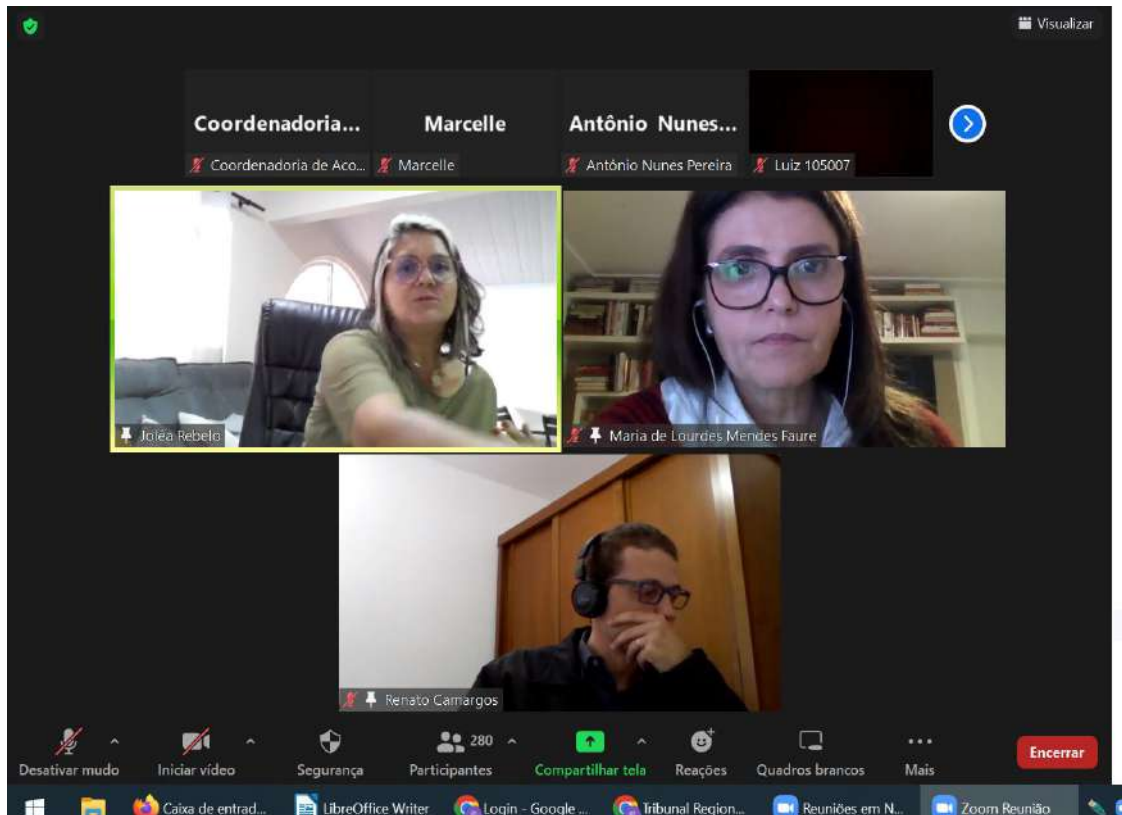 Visualizar
Coordenadoria...
Marcelle
Antônio Nunes...
Coordenadoria de Aco...
Marcelle
Antônio Nunes Pereira
Luiz 105007
Joléa Rebelo
Maria de Lourdes Mendes Faure
Renato Camargos
280
Desativar mudo
Iniciar vídeo
Segurança
Participantes
Compartilhar tela
Reações
Quadros brancos
Mais
Encerrar
Caixa de entrad...
LibreOffice Writer
Login - Google ...
Tribunal Region...
Reuniões em N...
Zoom Reunião